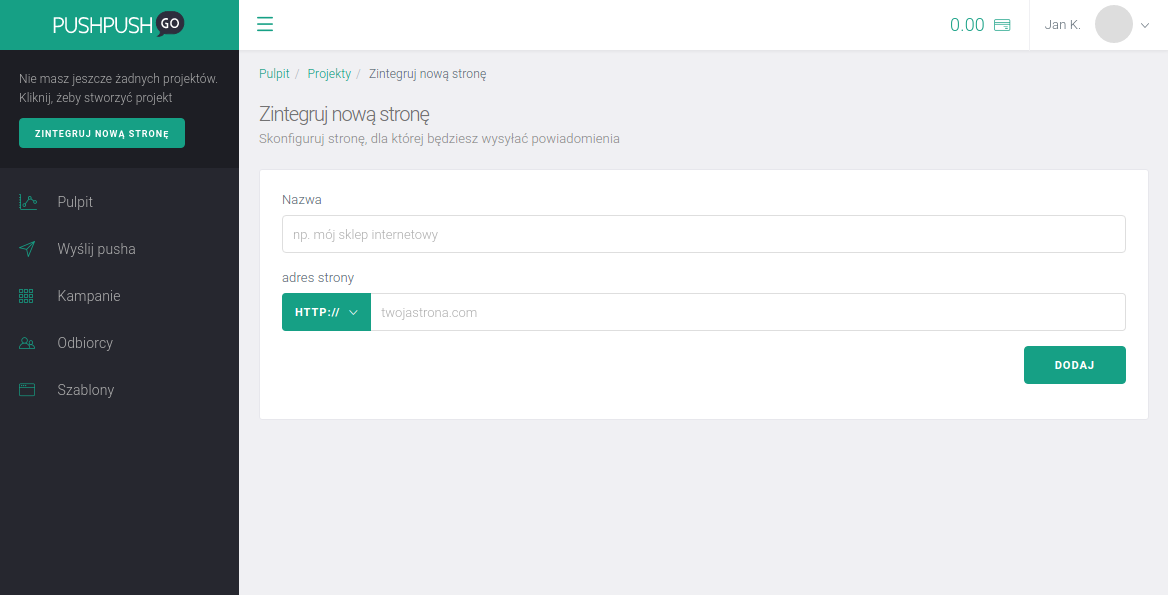 PUSHPUSH GO
0.00
Jan K.
Nie masz jeszcze żadnych projektów.
Kliknij, żeby stworzyć projekt
ZINTEGRUJ NOWĄ STRONĘ
Pulpit
Wyślij pusha
Kampanie
Odbiorcy
Szablony
Pulpit / Projekty / Zintegruj nową stronę
Zintegruj nową stronę
Skonfiguruj stronę, dla której będziesz wysyłać powiadomienia
Nazwa
np. mój sklep internetowy
adres strony
HTTP:// twojastrona.com
DODAJ